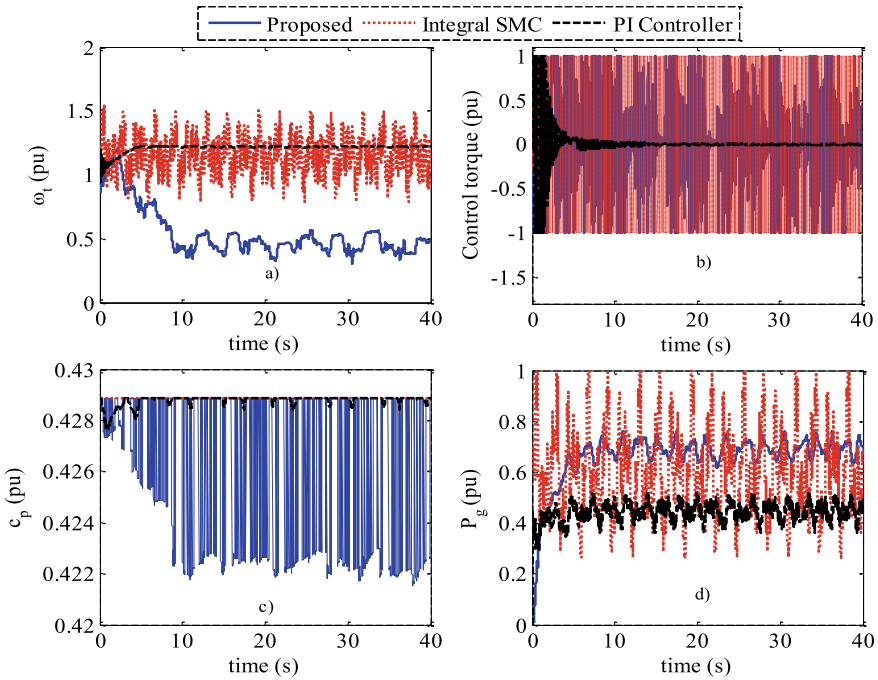 Proposed Integral SMC PI Controller
2
1.5
1
0.5
0
ωt (pu)
a)
0 10 20 30 40
time (s)
1
0.5
0
-0.5
-1
-1.5
Control torque (pu)
b)
0 10 20 30 40
time (s)
0.43
0.428
0.426
0.424
0.422
0.42
cp (pu)
c)
0 10 20 30 40
time (s)
1
0.8
0.6
0.4
0.2
0
Pg (pu)
d)
0 10 20 30 40
time (s)